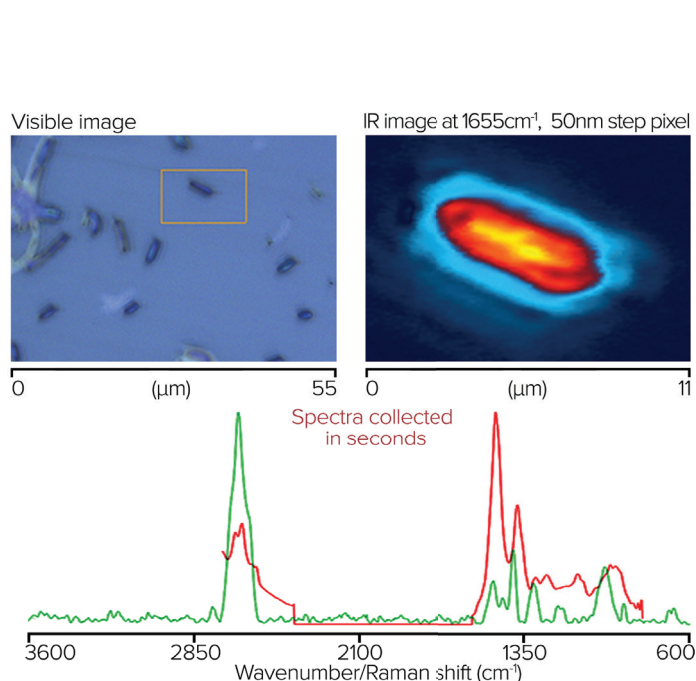 Visible image
IR image at 1655cm⁻¹, 50nm step pixel
0 (μm) 55
0 (μm) 11
Spectra collected
in seconds
3600 2850 2100 1350 600
Wavenumber/Raman shift (cm⁻¹)